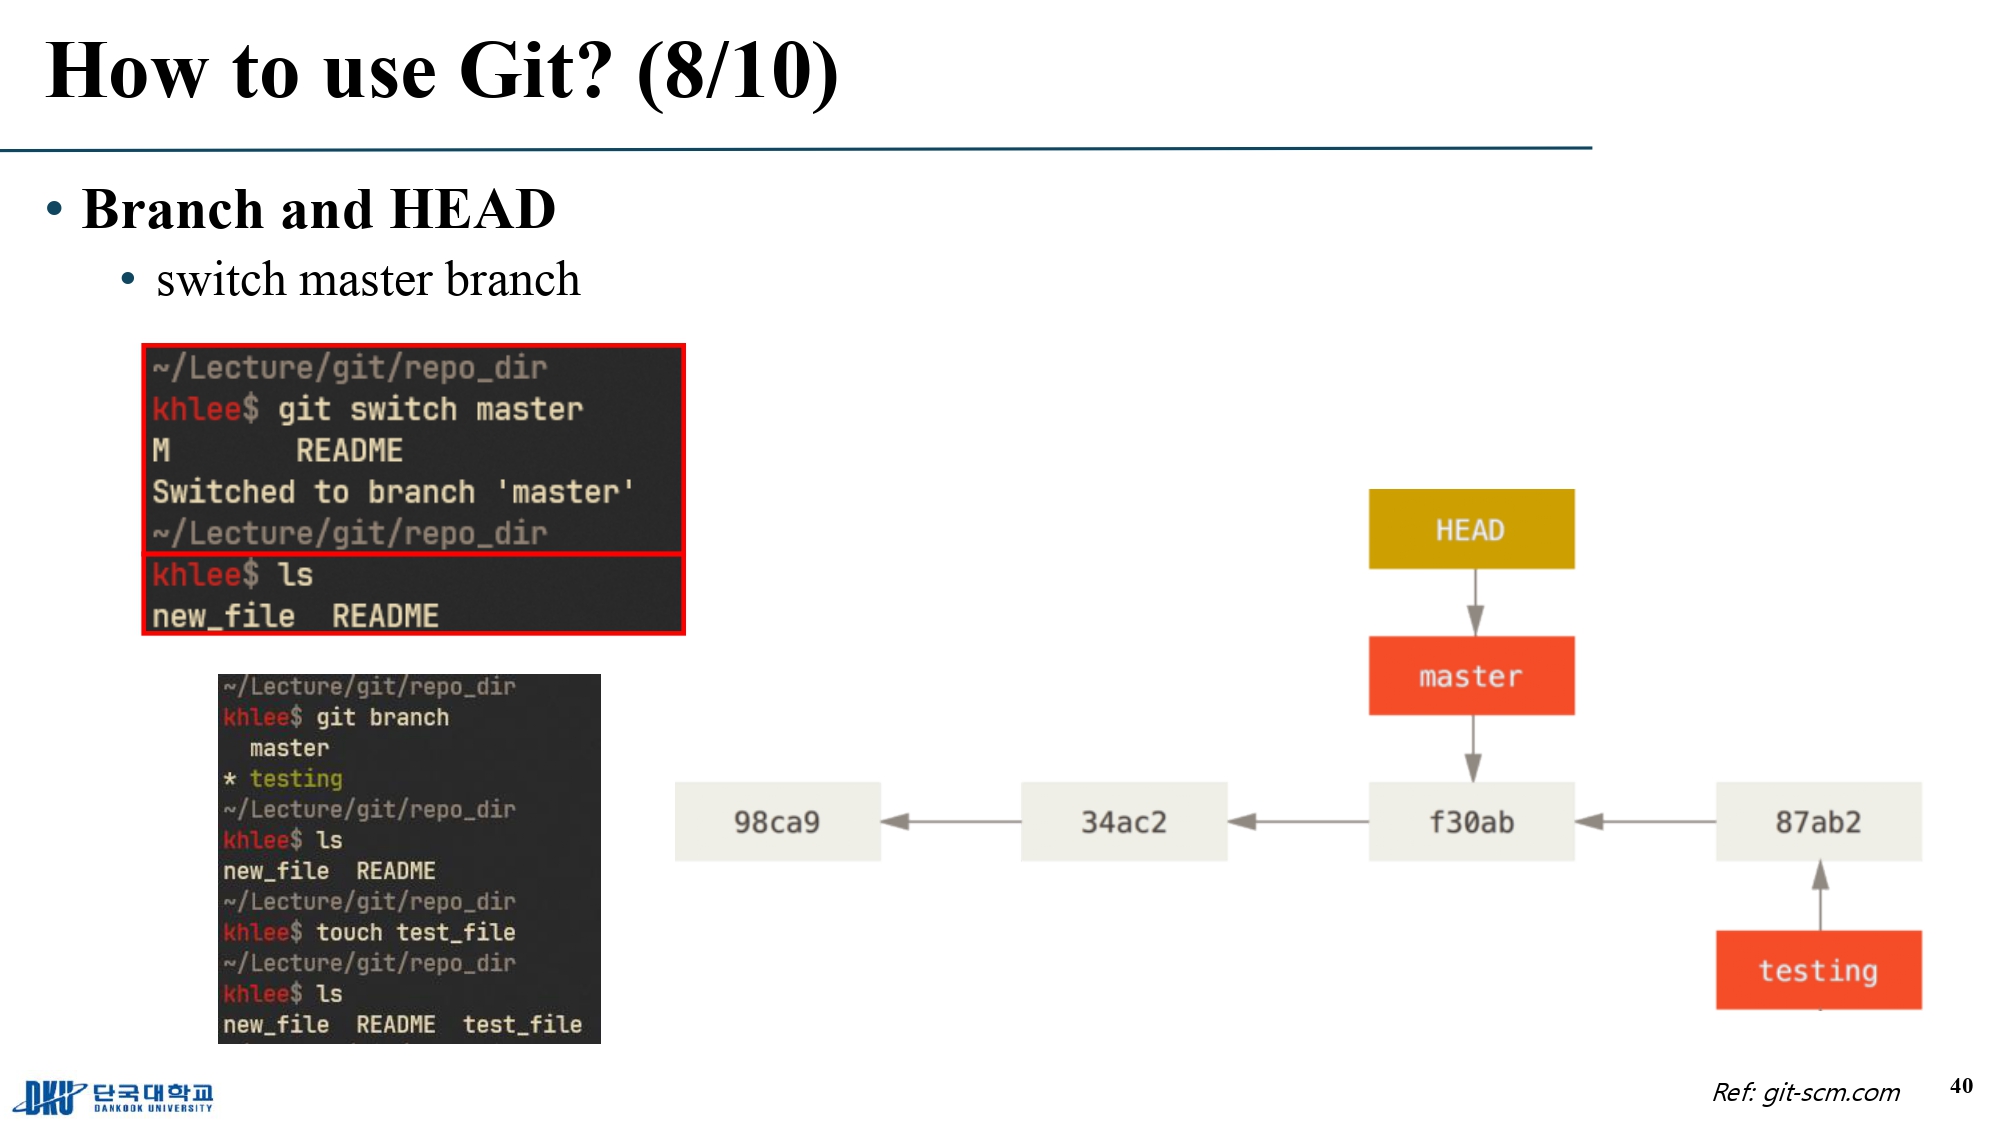 How to use Git? (8/10)
• Branch and HEAD
• switch master branch
~/Lecture/git/repo_dir
khlee$ git switch master
M       README
Switched to branch 'master'
~/Lecture/git/repo_dir
khlee$ ls
new_file  README
~/Lecture/git/repo_dir
khlee$ git branch
  master
* testing
~/Lecture/git/repo_dir
khlee$ ls
new_file  README
~/Lecture/git/repo_dir
khlee$ touch test_file
~/Lecture/git/repo_dir
khlee$ ls
new_file  README  test_file
HEAD
master
98ca9
34ac2
f30ab
87ab2
testing
DKU 단국대학교
DANKOOK UNIVERSITY
Ref: git-scm.com
40